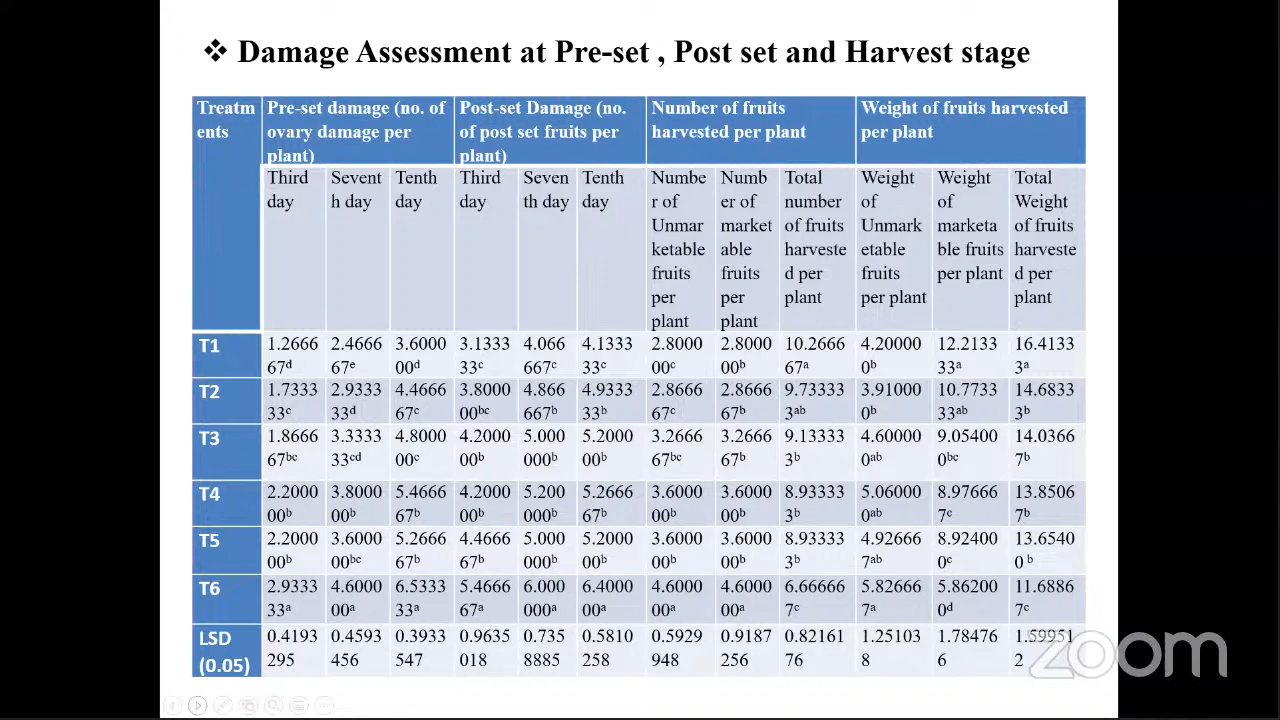 ❖ Damage Assessment at Pre-set , Post set and Harvest stage
Treatm
ents
Pre-set damage (no. of
ovary damage per
plant)
Post-set Damage (no.
of post set fruits per
plant)
Number of fruits
harvested per plant
Weight of fruits harvested
per plant
Third
day
Sevent
h day
Tenth
day
Third
day
Seven
th day
Tenth
day
Numbe
r of
Unmar
ketable
fruits
per
plant
Numb
er of
market
able
fruits
per
plant
Total
number
of fruits
harveste
d per
plant
Weight
of
Unmark
etable
fruits
per plant
Weight
of
marketa
ble fruits
per plant
Total
Weight
of fruits
harveste
d per
plant
T1
1.2666
67ᵈ
2.4666
67ᵉ
3.6000
00ᵈ
3.1333
33ᶜ
4.066
667ᶜ
4.1333
33ᶜ
2.8000
00ᶜ
2.8000
00ᵇ
10.2666
67ᵃ
4.20000
0ᵇ
12.2133
33ᵃ
16.4133
3ᵃ
T2
1.7333
33ᶜ
2.9333
33ᵈ
4.4666
67ᶜ
3.8000
00ᵇᶜ
4.866
667ᵇ
4.9333
33ᵇ
2.8666
67ᶜ
2.8666
67ᵇ
9.73333
3ᵃᵇ
3.91000
0ᵇ
10.7733
33ᵃᵇ
14.6833
3ᵇ
T3
1.8666
67ᵇᶜ
3.3333
33ᶜᵈ
4.8000
00ᶜ
4.2000
00ᵇ
5.000
000ᵇ
5.2000
00ᵇ
3.2666
67ᵇᶜ
3.2666
67ᵇ
9.13333
3ᵇ
4.60000
0ᵃᵇ
9.05400
0ᵇᶜ
14.0366
7ᵇ
T4
2.2000
00ᵇ
3.8000
00ᵇ
5.4666
67ᵇ
4.2000
00ᵇ
5.200
000ᵇ
5.2666
67ᵇ
3.6000
00ᵇ
3.6000
00ᵇ
8.93333
3ᵇ
5.06000
0ᵃᵇ
8.97666
7ᶜ
13.8506
7ᵇ
T5
2.2000
00ᵇ
3.6000
00ᵇᶜ
5.2666
67ᵇ
4.4666
67ᵇ
5.000
000ᵇ
5.2000
00ᵇ
3.6000
00ᵇ
3.6000
00ᵇ
8.93333
3ᵇ
4.92666
7ᵃᵇ
8.92400
0ᶜ
13.6540
0 ᵇ
T6
2.9333
33ᵃ
4.6000
00ᵃ
6.5333
33ᵃ
5.4666
67ᵃ
6.000
000ᵃ
6.4000
00ᵃ
4.6000
00ᵃ
4.6000
00ᵃ
6.66666
7ᶜ
5.82666
7ᵃ
5.86200
0ᵈ
11.6886
7ᶜ
LSD
(0.05)
0.4193
295
0.4593
456
0.3933
547
0.9635
018
0.735
8885
0.5810
258
0.5929
948
0.9187
256
0.82161
76
1.25103
8
1.78476
6
1.59951
2
zoom